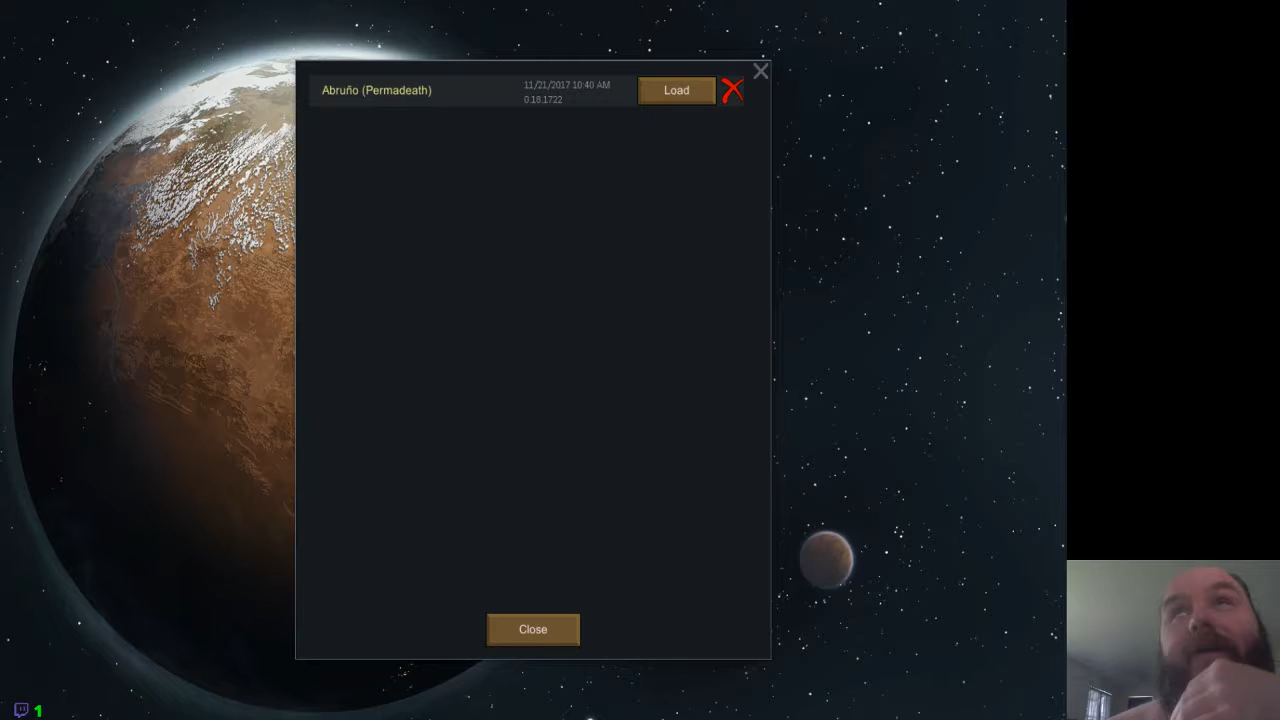 Abruño (Permadeath)
11/21/2017 10:40 AM
0.18.1722
Load
Close
1